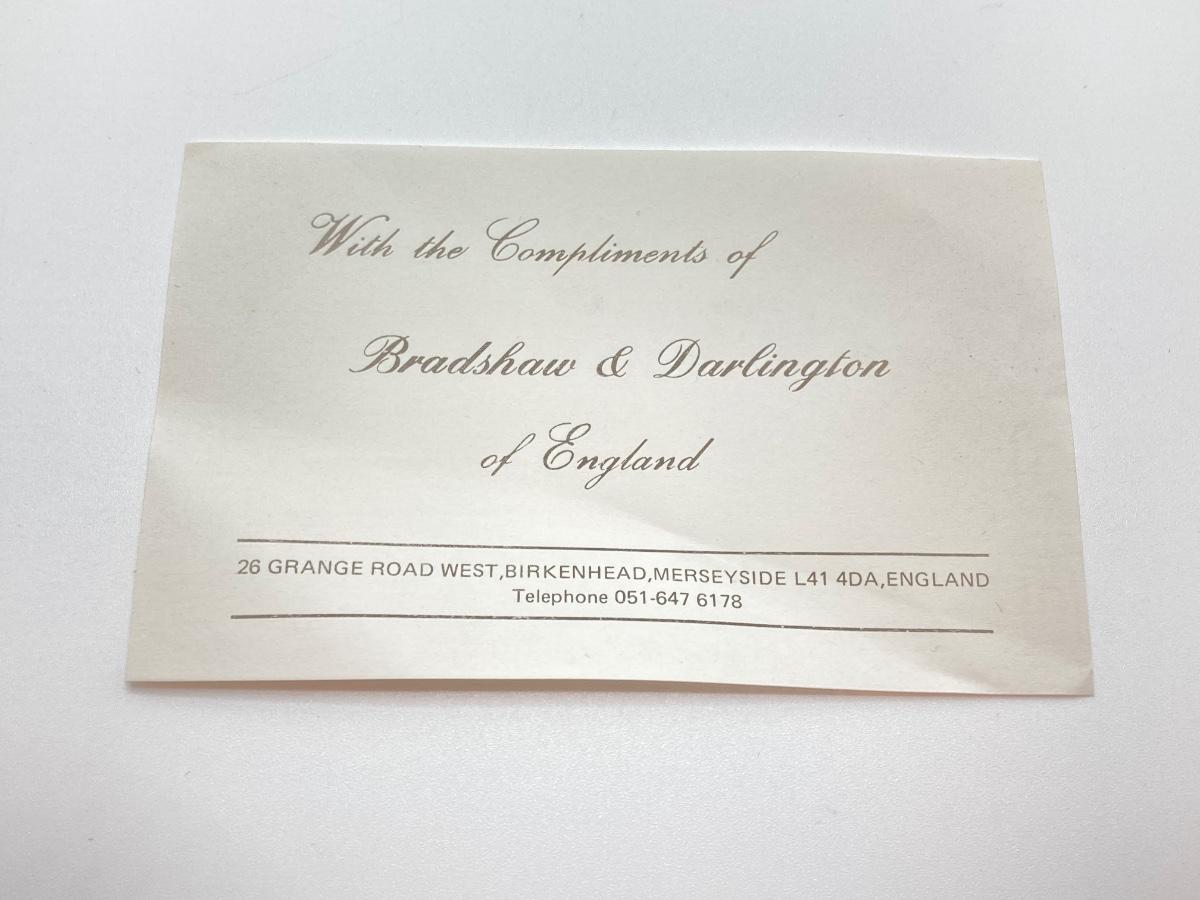 With the Compliments of
Bradshaw & Darlington
of England
26 GRANGE ROAD WEST,BIRKENHEAD,MERSEYSIDE L41 4DA,ENGLAND
Telephone 051-647 6178